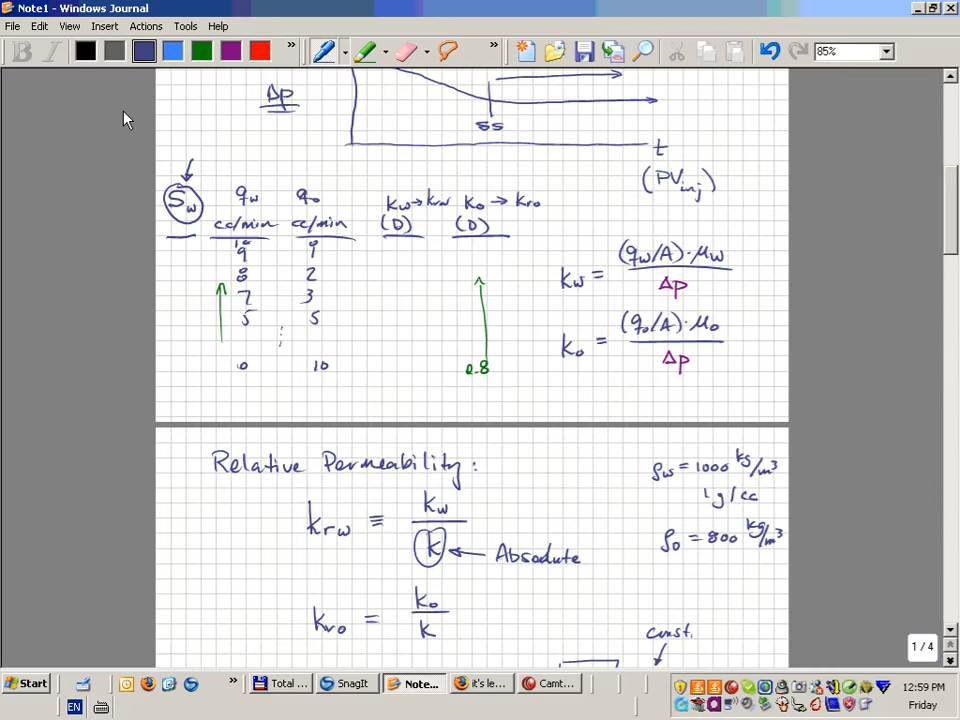 Note1 - Windows Journal
File Edit View Insert Actions Tools Help
B I » » 85%
Δp
ss
t
(PVinj)
Sw qw qo kw→krw ko→kro
cc/min cc/min (D) (D)
10
9 1
8 2
7 3
5 5
0 10
0.8
kw = (qw/A)·μw
Δp
ko = (qo/A)·μo
Δp
Relative Permeability:
krw ≡ kw
k ← Absolute
kro = ko
k
ρw = 1000 kg/m³
1 g/cc
ρo = 800 kg/m³
const.
1 / 4
Start » Total ... SnagIt Note... it's le... Camt...
12:59 PM
EN Friday